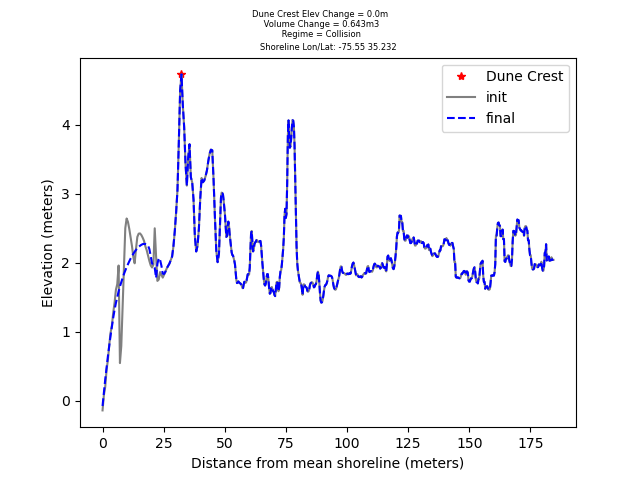 Dune Crest Elev Change = 0.0m
Volume Change = 0.643m3
Regime = Collision
Shoreline Lon/Lat: -75.55 35.232
Dune Crest
init
final
Elevation (meters)
4
3
2
1
0
0 25 50 75 100 125 150 175
Distance from mean shoreline (meters)